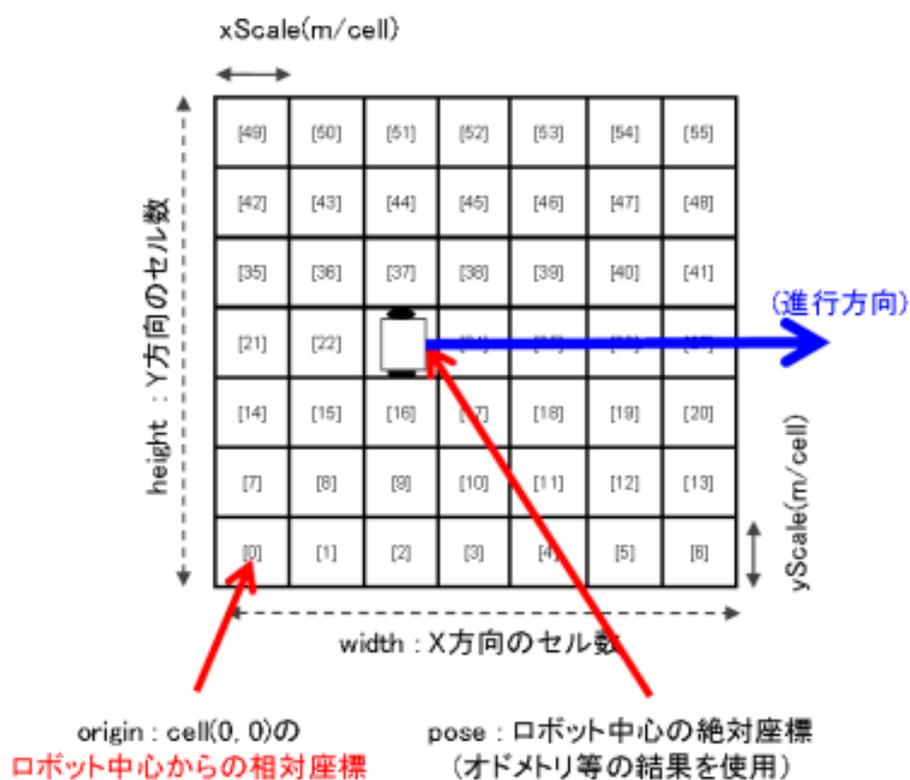 xScale(m/cell)
[49] [50] [51] [52] [53] [54] [55]
[42] [43] [44] [45] [46] [47] [48]
[35] [36] [37] [38] [39] [40] [41]
(進行方向)
[21] [22]
[14] [15] [16] [18] [19] [20]
[7] [8] [9] [10] [11] [12] [13]
[0] [1] [2] [3] [4] [5] [6]
height : Y方向のセル数
yScale(m/cell)
width : X方向のセル数
origin : cell(0, 0)の
ロボット中心からの相対座標
pose : ロボット中心の絶対座標
(オドメトリ等の結果を使用)